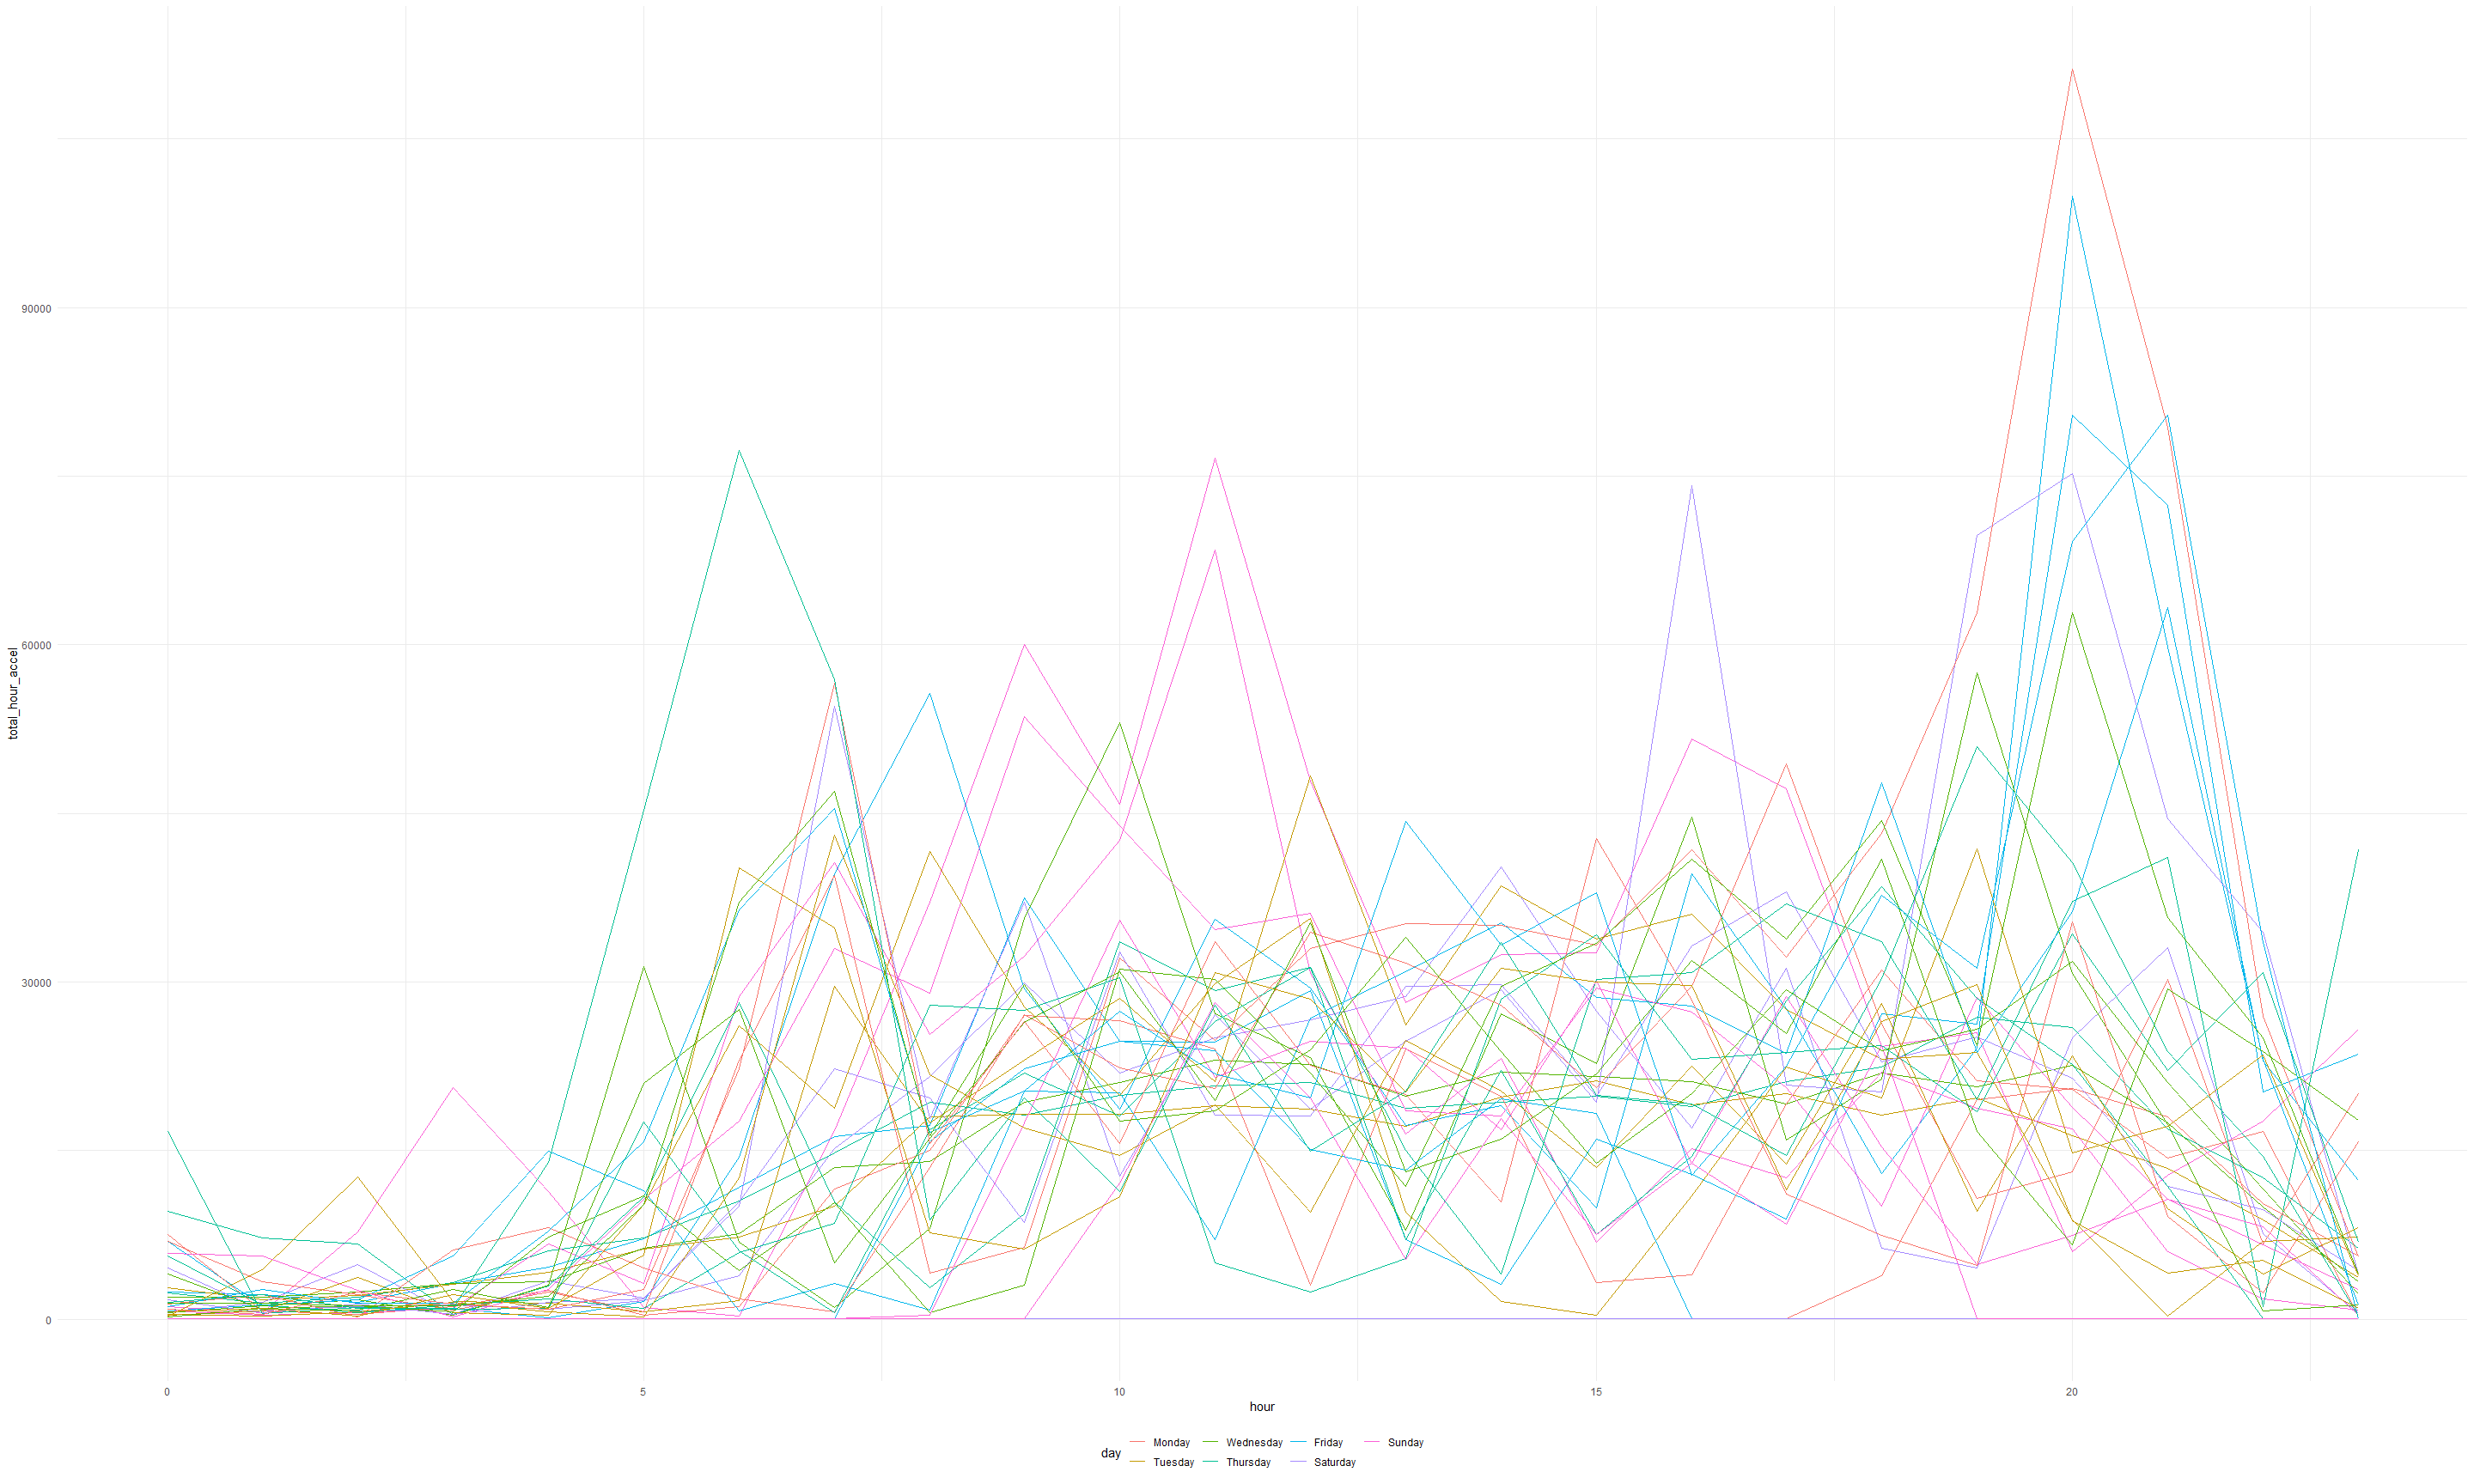 90000
60000
30000
0
total_hour_accel
0 5 10 15 20
hour
day
Monday Wednesday Friday Sunday
Tuesday Thursday Saturday